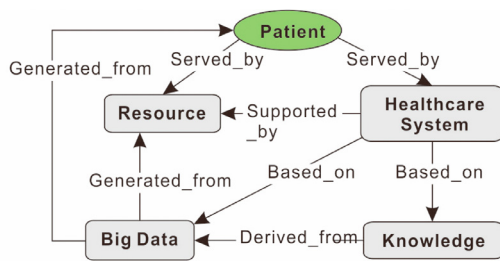 Patient
Generated_from
Served_by
Served_by
Resource
Supported
_by
Healthcare
System
Generated_from
Based_on
Based_on
Big Data
Derived_from
Knowledge